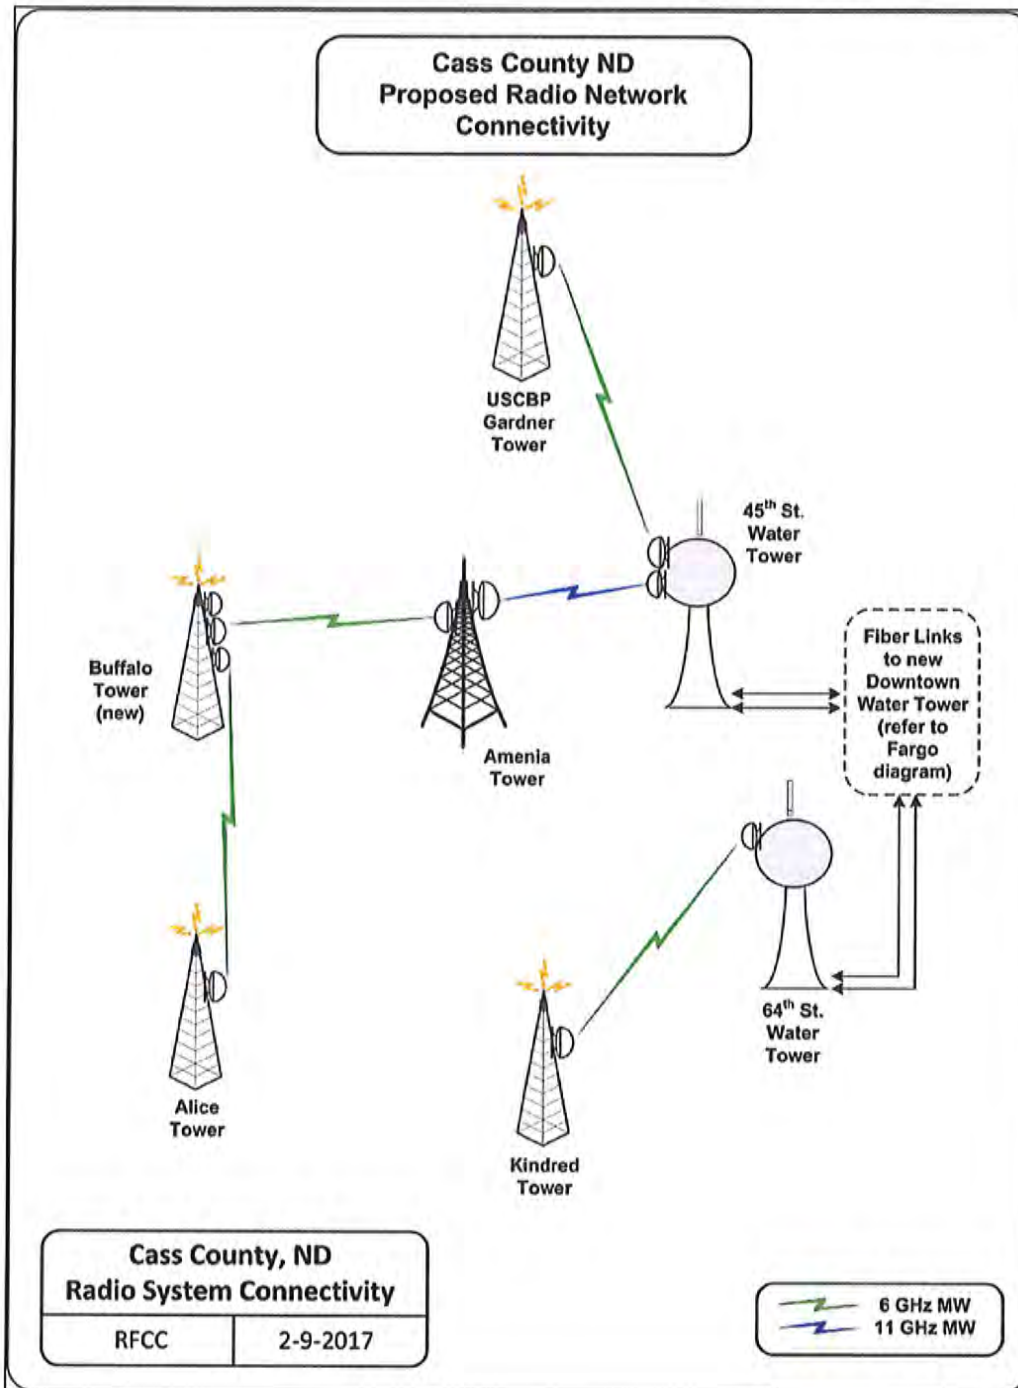 Cass County ND
Proposed Radio Network
Connectivity
USCBP
Gardner
Tower
45th St.
Water
Tower
Buffalo
Tower
(new)
Amenia
Tower
Fiber Links
to new
Downtown
Water Tower
(refer to
Fargo
diagram)
64th St.
Water
Tower
Alice
Tower
Kindred
Tower
Cass County, ND
Radio System Connectivity
RFCC 2-9-2017
6 GHz MW
11 GHz MW